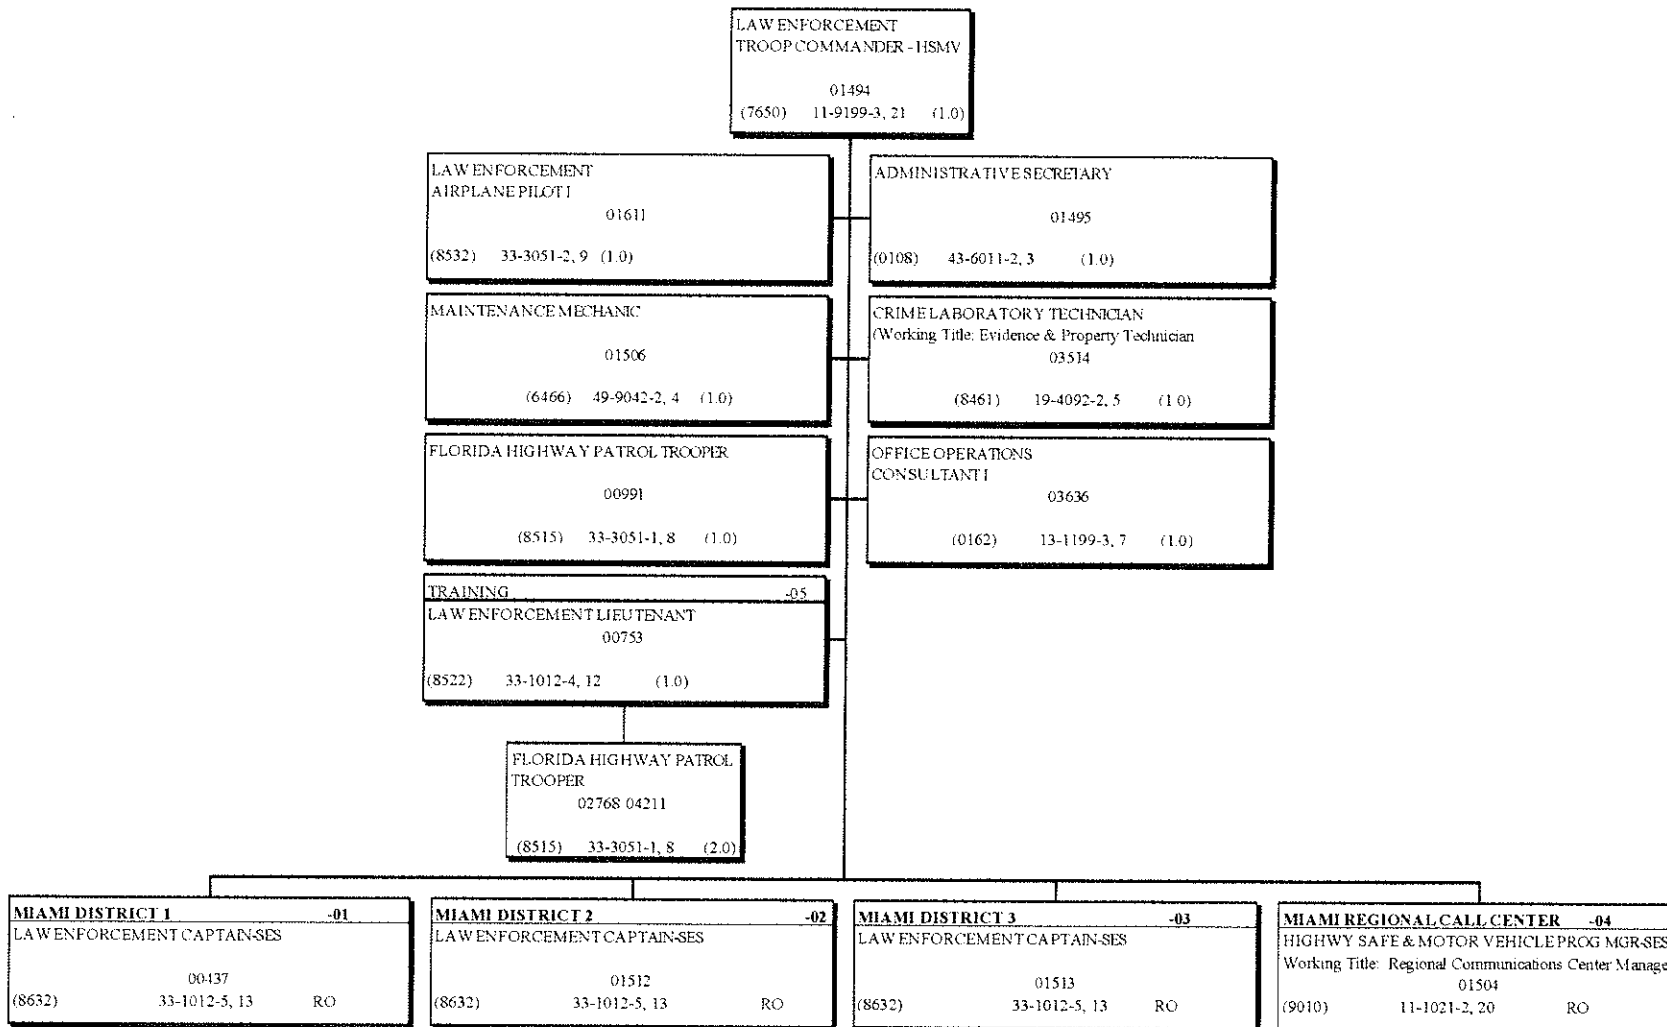 LAW ENFORCEMENT
TROOP COMMANDER - HSMV
01494
(7650) 11-9199-3, 21 (1.0)
LAW ENFORCEMENT
AIRPLANE PILOT I
01611
(8532) 33-3051-2, 9 (1.0)
ADMINISTRATIVE SECRETARY
01495
(0108) 43-6011-2, 3 (1.0)
MAINTENANCE MECHANIC
01506
(6466) 49-9042-2, 4 (1.0)
CRIME LABORATORY TECHNICIAN
(Working Title: Evidence & Property Technician
03514
(8461) 19-4092-2, 5 (1.0)
FLORIDA HIGHWAY PATROL TROOPER
00991
(8515) 33-3051-1, 8 (1.0)
OFFICE OPERATIONS
CONSULTANT I
03636
(0162) 13-1199-3, 7 (1.0)
TRAINING -05
LAW ENFORCEMENT LIEUTENANT
00753
(8522) 33-1012-4, 12 (1.0)
FLORIDA HIGHWAY PATROL
TROOPER
02768 04211
(8515) 33-3051-1, 8 (2.0)
MIAMI DISTRICT 1 -01
LAW ENFORCEMENT CAPTAIN-SES
00437
(8632) 33-1012-5, 13 RO
MIAMI DISTRICT 2 -02
LAW ENFORCEMENT CAPTAIN-SES
01512
(8632) 33-1012-5, 13 RO
MIAMI DISTRICT 3 -03
LAW ENFORCEMENT CAPTAIN-SES
01513
(8632) 33-1012-5, 13 RO
MIAMI REGIONAL CALL CENTER -04
HIGHWY SAFE & MOTOR VEHICLE PROG MGR-SES
Working Title: Regional Communications Center Manage
01504
(9010) 11-1021-2, 20 RO